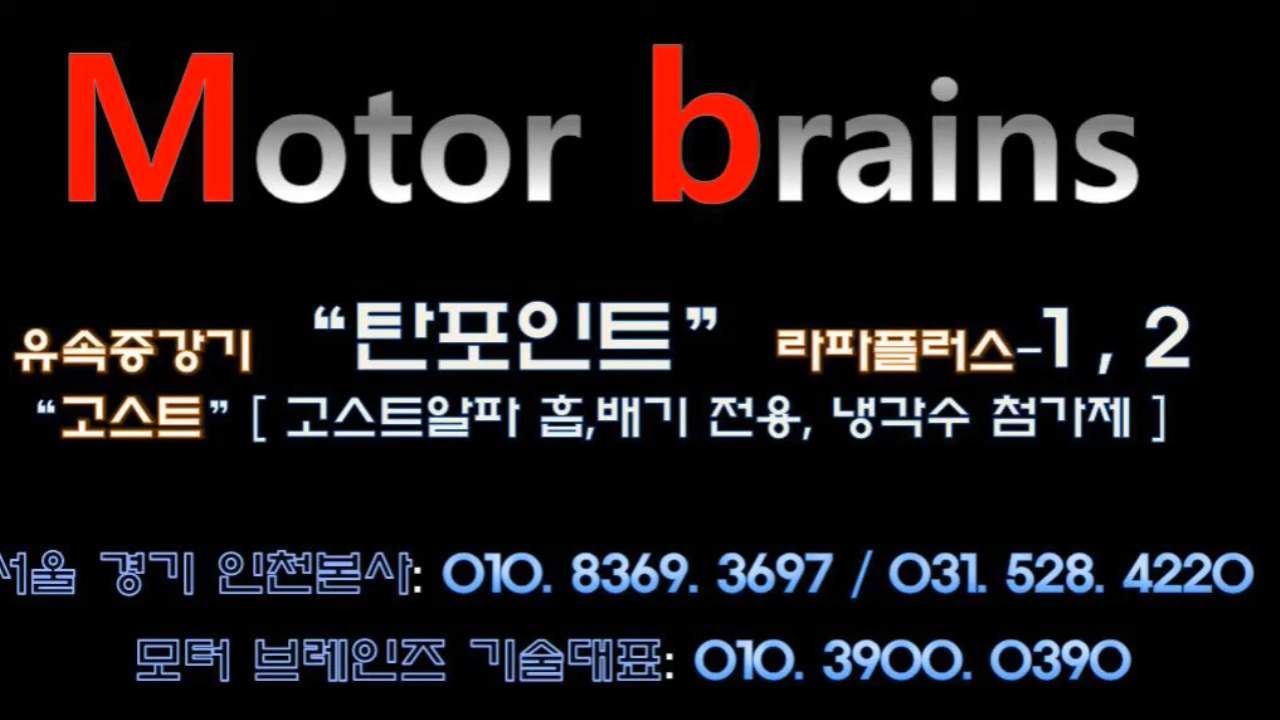 Motor brains
유속증강기 “탄포인트” 라파플러스-1 , 2
“고스트” [ 고스트알파 흡,배기 전용, 냉각수 첨가제 ]
서울 경기 인천본사: 010. 8369. 3697 / 031. 528. 4220
모터 브레인즈 기술대표: 010. 3900. 0390